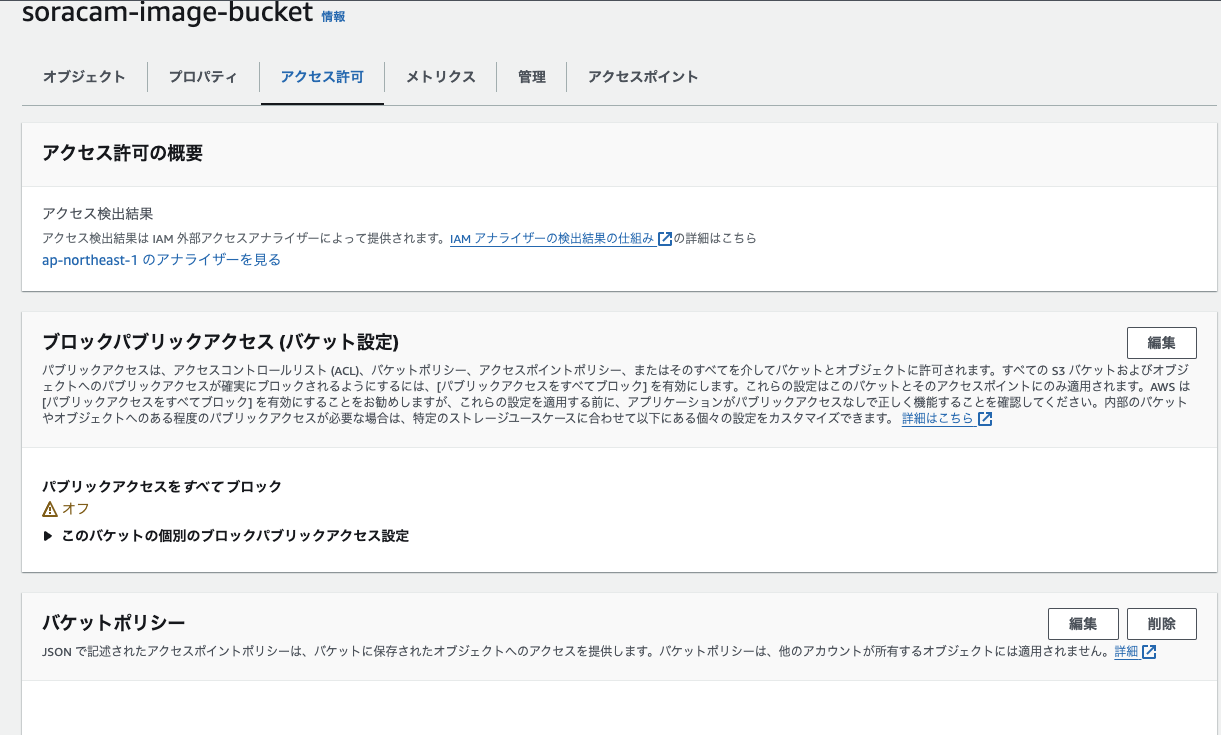 soracam-image-bucket 情報
オブジェクト プロパティ アクセス許可 メトリクス 管理 アクセスポイント
アクセス許可の概要
アクセス検出結果
アクセス検出結果は IAM 外部アクセスアナライザーによって提供されます。IAM アナライザーの検出結果の仕組み の詳細はこちら
ap-northeast-1 のアナライザーを見る
ブロックパブリックアクセス (バケット設定)
編集
パブリックアクセスは、アクセスコントロールリスト (ACL)、バケットポリシー、アクセスポイントポリシー、またはそのすべてを介してバケットとオブジェクトに許可されます。すべての S3 バケットおよびオブジ
ェクトへのパブリックアクセスが確実にブロックされるようにするには、[パブリックアクセスをすべてブロック] を有効にします。これらの設定はこのバケットとそのアクセスポイントにのみ適用されます。AWS は
[パブリックアクセスをすべてブロック] を有効にすることをお勧めしますが、これらの設定を適用する前に、アプリケーションがパブリックアクセスなしで正しく機能することを確認してください。内部のバケット
やオブジェクトへのある程度のパブリックアクセスが必要な場合は、特定のストレージユースケースに合わせて以下にある個々の設定をカスタマイズできます。 詳細はこちら
パブリックアクセスをすべてブロック
オフ
このバケットの個別のブロックパブリックアクセス設定
バケットポリシー
編集 削除
JSON で記述されたアクセスポイントポリシーは、バケットに保存されたオブジェクトへのアクセスを提供します。バケットポリシーは、他のアカウントが所有するオブジェクトには適用されません。詳細